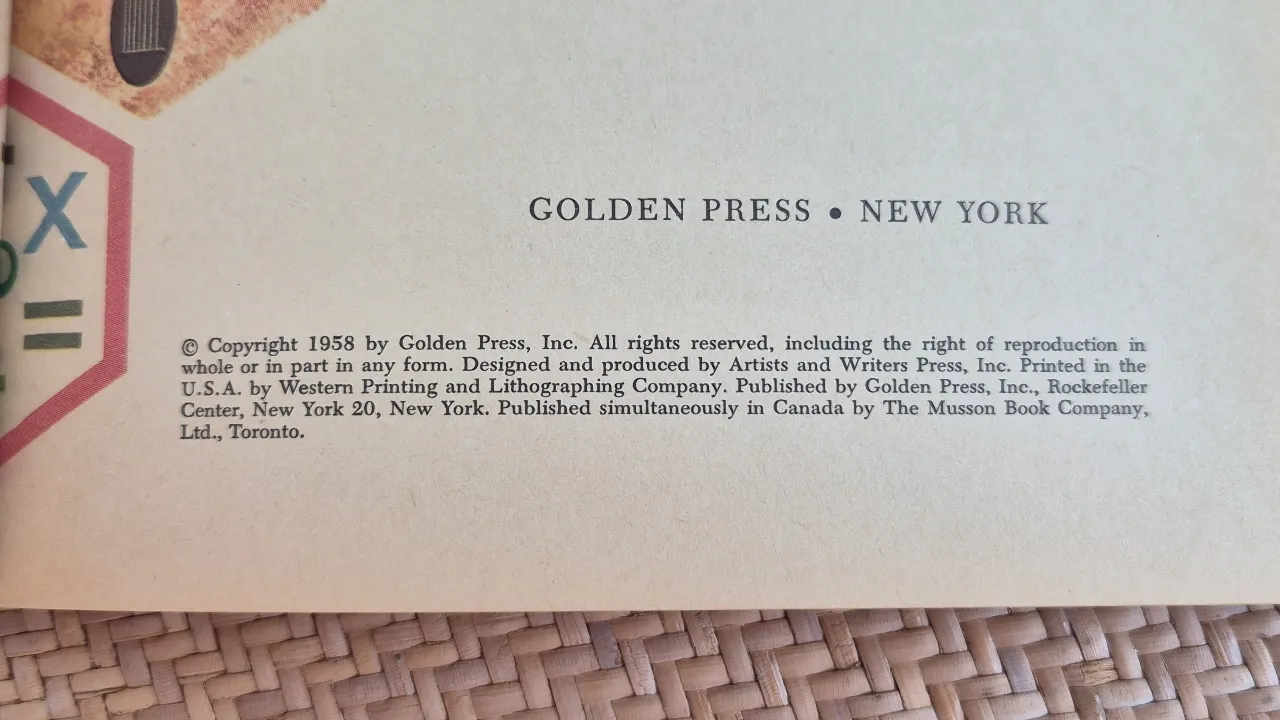 X
=
GOLDEN PRESS • NEW YORK
© Copyright 1958 by Golden Press, Inc. All rights reserved, including the right of reproduction in
whole or in part in any form. Designed and produced by Artists and Writers Press, Inc. Printed in the
U.S.A. by Western Printing and Lithographing Company. Published by Golden Press, Inc., Rockefeller
Center, New York 20, New York. Published simultaneously in Canada by The Musson Book Company,
Ltd., Toronto.